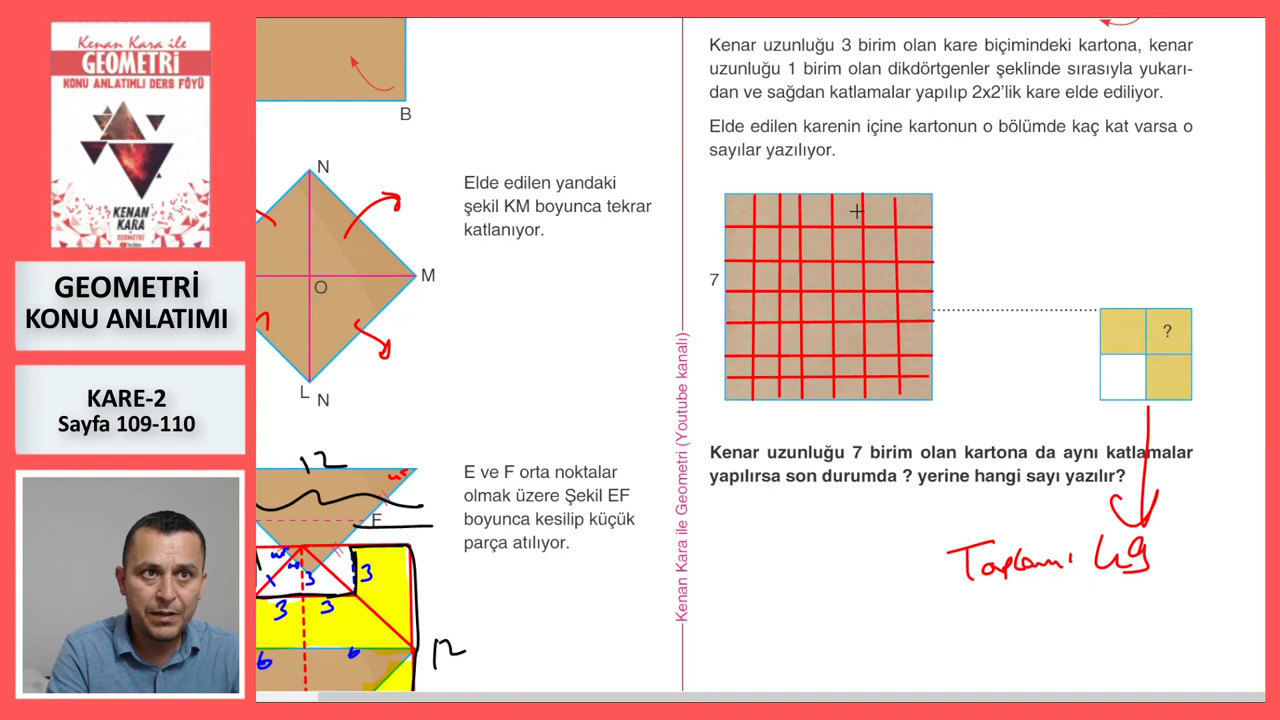 Kenan Kara ile
GEOMETRİ
KONU ANLATIMLI DERS FÖYÜ
KENAN
KARA
GEOMETRİ
GEOMETRİ
KONU ANLATIMI
KARE-2
Sayfa 109-110
B
N
M
O
L
N
Elde edilen yandaki
şekil KM boyunca tekrar
katlanıyor.
12
F
E ve F orta noktalar
olmak üzere Şekil EF
boyunca kesilip küçük
parça atılıyor.
3
3
3
3
6
6
12
Kenan Kara ile Geometri (Youtube kanalı)
Kenar uzunluğu 3 birim olan kare biçimindeki kartona, kenar
uzunluğu 1 birim olan dikdörtgenler şeklinde sırasıyla yukarı-
dan ve sağdan katlamalar yapılıp 2x2'lik kare elde ediliyor.
Elde edilen karenin içine kartonun o bölümde kaç kat varsa o
sayılar yazılıyor.
7
?
Kenar uzunluğu 7 birim olan kartona da aynı katlamalar
yapılırsa son durumda ? yerine hangi sayı yazılır?
Toplamı 49